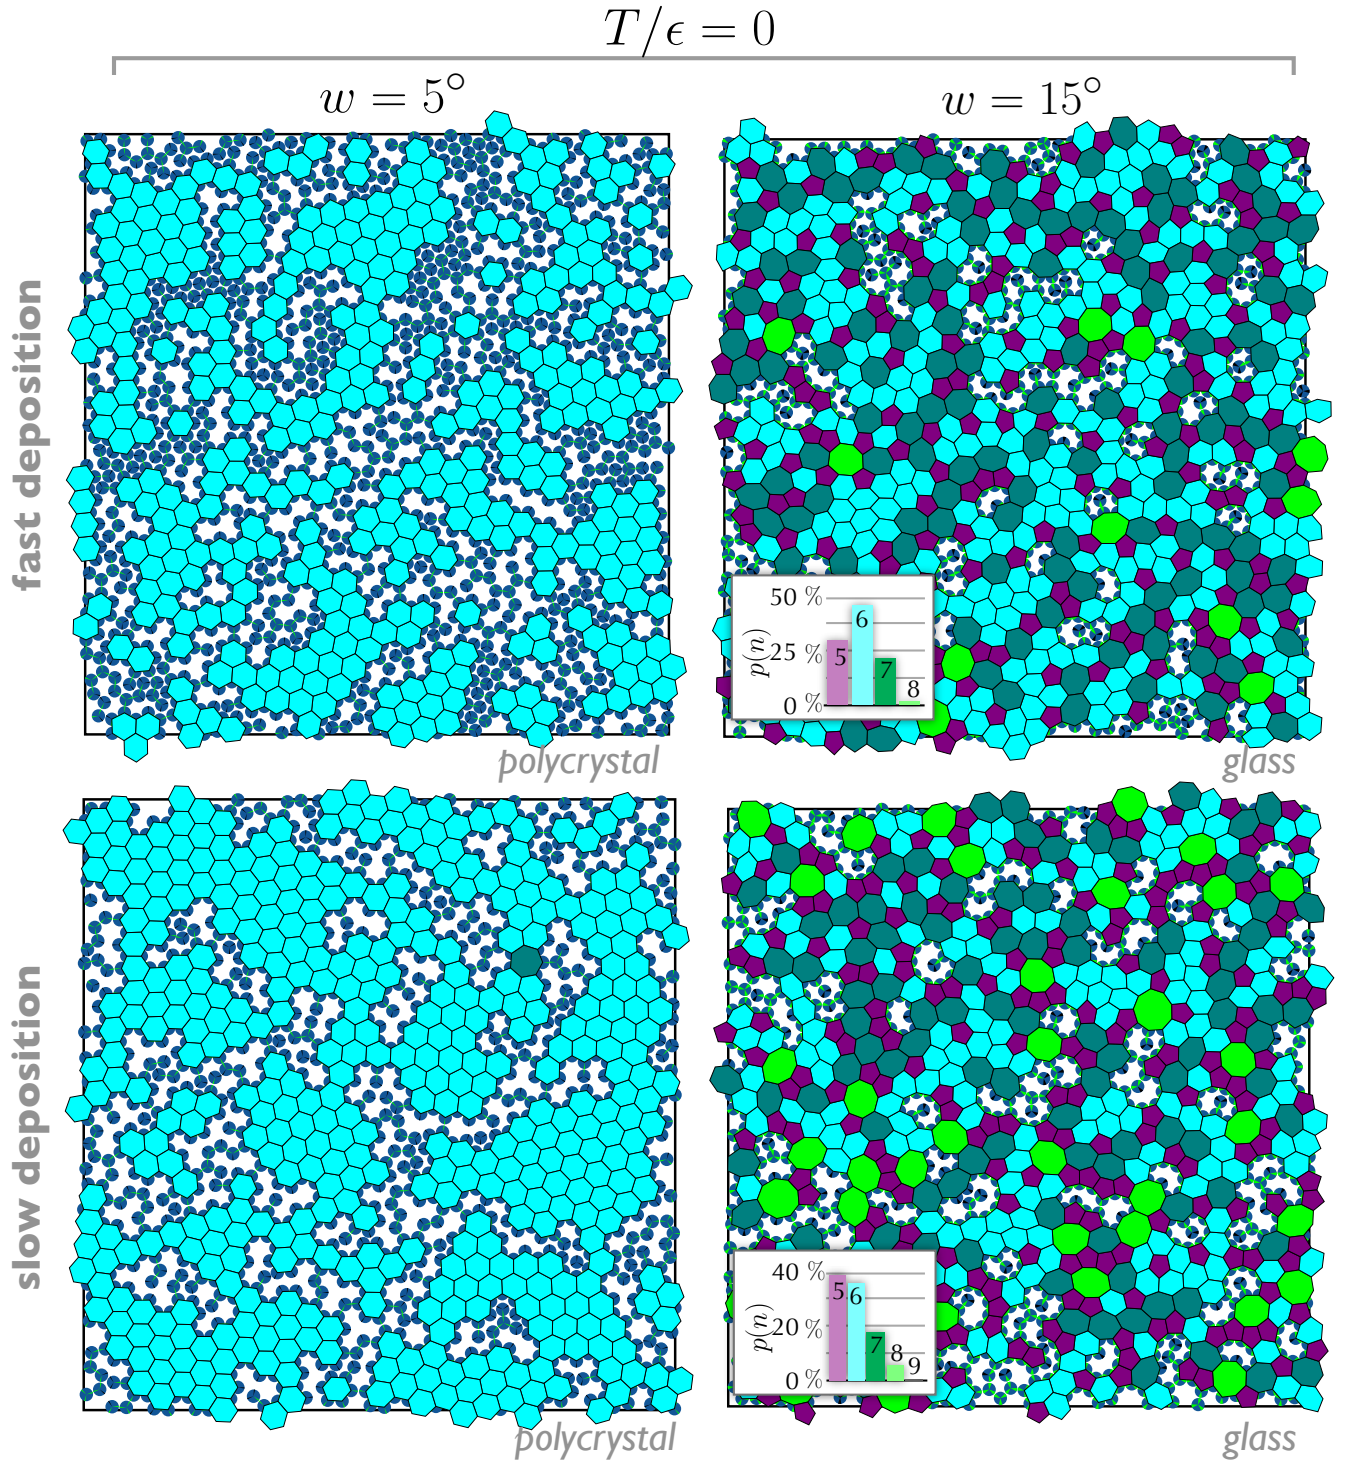 T/ϵ = 0
w = 5°
w = 15°
fast deposition
50 %
25 %
0 %
p(n)
5
6
7
8
polycrystal
glass
slow deposition
40 %
20 %
0 %
p(n)
5
6
7
8
9
polycrystal
glass